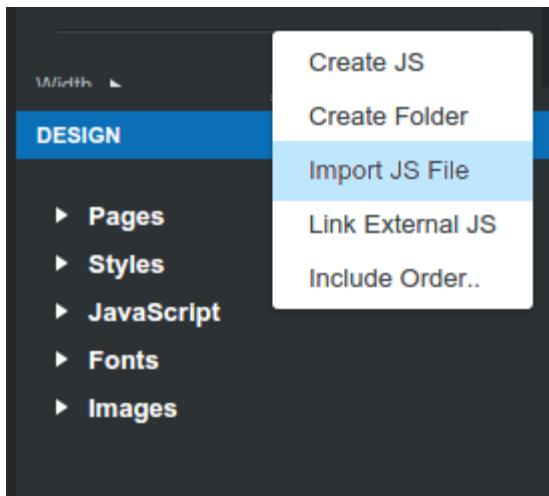 Width
DESIGN
Pages
Styles
JavaScript
Fonts
Images
Create JS
Create Folder
Import JS File
Link External JS
Include Order..